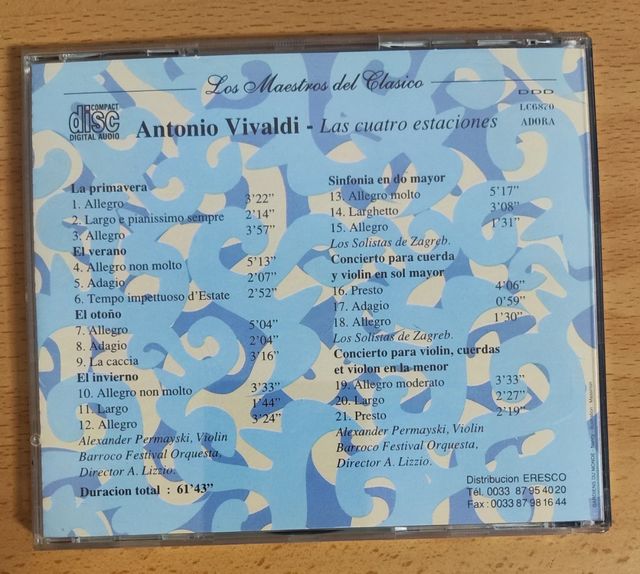 Los Maestros del Clasico
COMPACT
disc
DIGITAL AUDIO
DDD
LC6870
ADORA
Antonio Vivaldi - Las cuatro estaciones
La primavera
1. Allegro 3'22"
2. Largo e pianissimo sempre 2'14"
3. Allegro 3'57"
El verano
4. Allegro non molto 5'13"
5. Adagio 2'07"
6. Tempo impettuoso d'Estate 2'52"
El otoño
7. Allegro 5'04"
8. Adagio 2'04"
9. La caccia 3'16"
El invierno
10. Allegro non molto 3'33"
11. Largo 1'44"
12. Allegro 3'24"
Alexander Permayski, Violin
Barroco Festival Orquesta,
Director A. Lizzio.
Duracion total : 61'43"
Sinfonia en do mayor
13. Allegro molto 5'17"
14. Larghetto 3'08"
15. Allegro 1'31"
Los Solistas de Zagreb.
Concierto para cuerda
y violin en sol mayor
16. Presto 4'06"
17. Adagio 0'59"
18. Allegro 1'30"
Los Solistas de Zagreb.
Concierto para violin, cuerdas
et violon en la menor
19. Allegro moderato 3'33"
20. Largo 2'27"
21. Presto 2'19"
Alexander Permayski, Violin
Barroco Festival Orquesta,
Director A. Lizzio.
Distribucion ERESCO
Tél. 0033 87 95 40 20
Fax : 0033 87 98 16 44
GARDENS DU MONDE